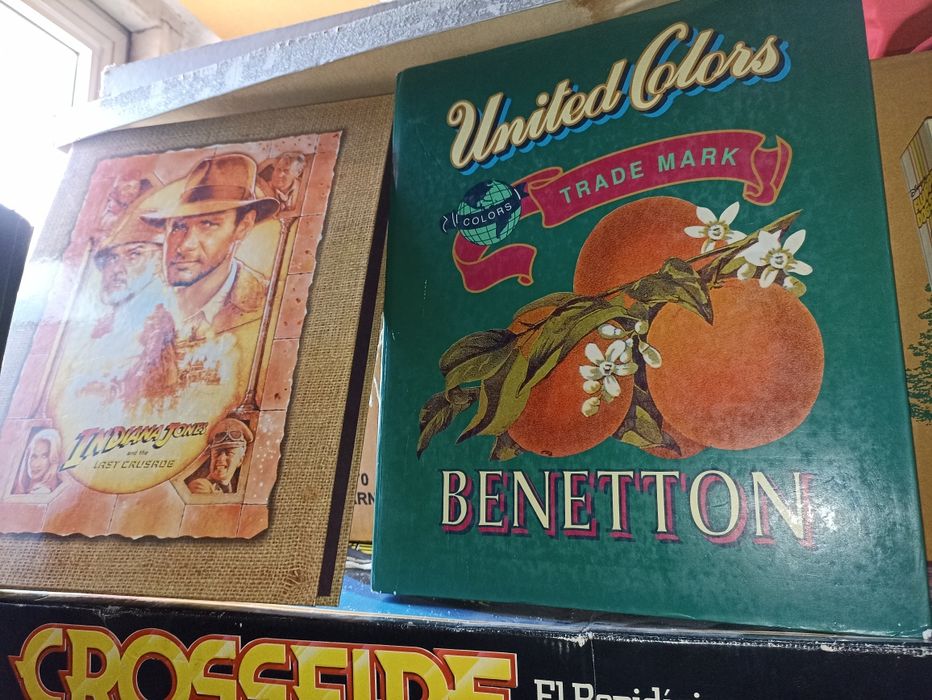 INDIANA JONES
and the
LAST CRUSADE
United Colors
TRADE MARK
COLORS
BENETTON
CROSSFIRE